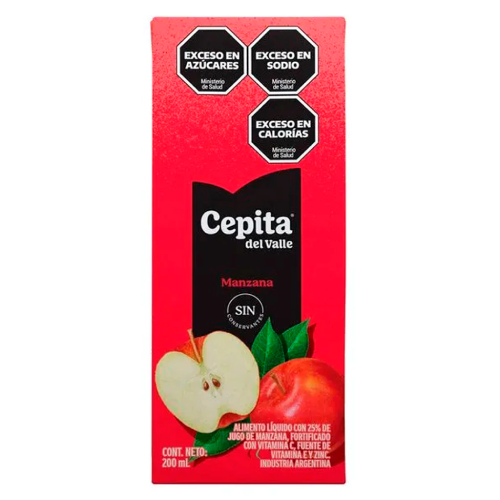 EXCESO EN
AZÚCARES
Ministerio
de Salud
EXCESO EN
SODIO
Ministerio
de Salud
EXCESO EN
CALORÍAS
Ministerio
de Salud
Cepita®
del Valle
Manzana
SIN
CONSERVANTES
ALIMENTO LÍQUIDO CON 25% DE
JUGO DE MANZANA, FORTIFICADO
CON VITAMINA C, FUENTE DE
VITAMINA E Y ZINC.
INDUSTRIA ARGENTINA
CONT. NETO:
200 ml.